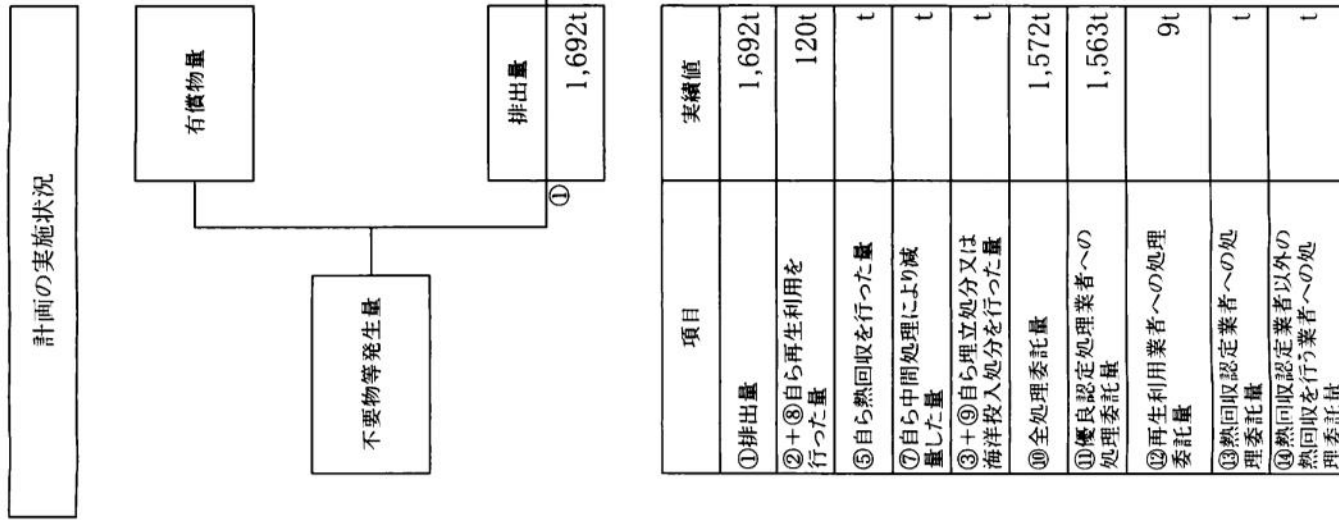 計画の実施状況
有償物量
不要物等発生量
排出量
①
1,692t
項目
実績値
①排出量
1,692t
②+⑧自ら再生利用を
行った量
120t
⑤自ら熱回収を行った量
t
⑦自ら中間処理により減
量した量
t
③+⑨自ら埋立処分又は
海洋投入処分を行った量
t
⑩全処理委託量
1,572t
⑪優良認定処理業者への
処理委託量
1,563t
⑫再生利用業者への処理
委託量
9t
⑬熱回収認定業者への処
理委託量
t
⑭熱回収認定業者以外の
熱回収を行う業者への処
理委託量
t